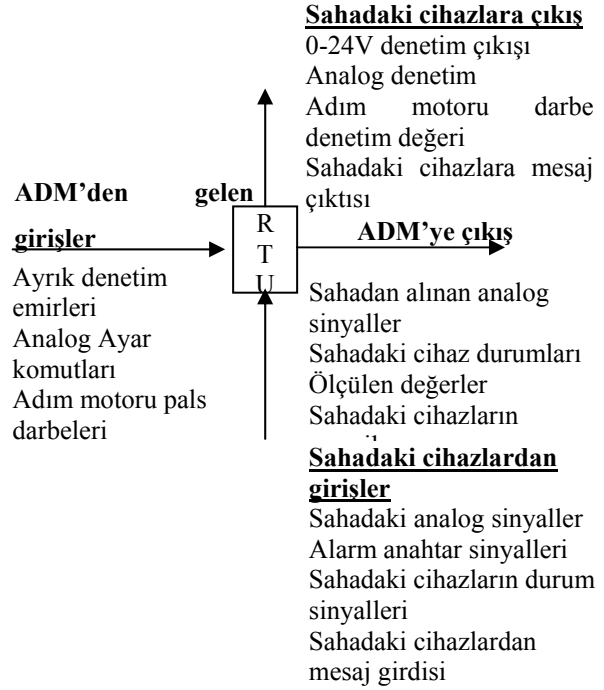 Sahadaki cihazlara çıkış
0-24V denetim çıkışı
Analog denetim
Adım motoru darbe
denetim değeri
Sahadaki cihazlara mesaj
çıktısı
ADM’den gelen
girişler
Ayrık denetim
emirleri
Analog Ayar
komutları
Adım motoru pals
darbeleri
R
T
U
ADM’ye çıkış
Sahadan alınan analog
sinyaller
Sahadaki cihaz durumları
Ölçülen değerler
Sahadaki cihazların
Sahadaki cihazlardan
girişler
Sahadaki analog sinyaller
Alarm anahtar sinyalleri
Sahadaki cihazların durum
sinyalleri
Sahadaki cihazlardan
mesaj girdisi